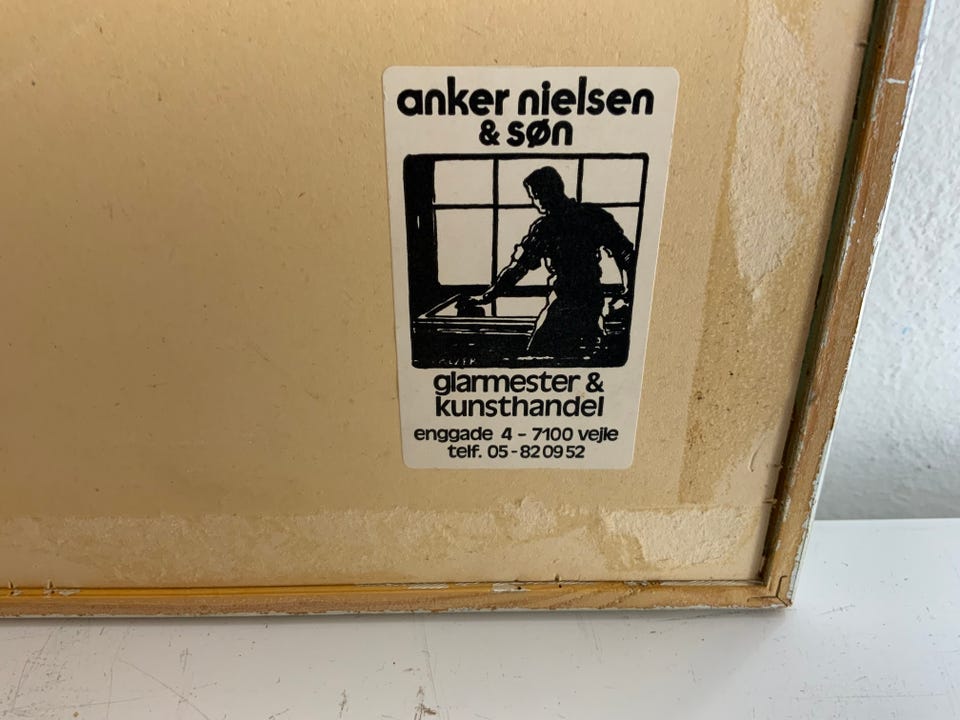 anker nielsen
& søn
glarmester &
kunsthandel
enggade 4 - 7100 vejle
telf. 05-82 09 52